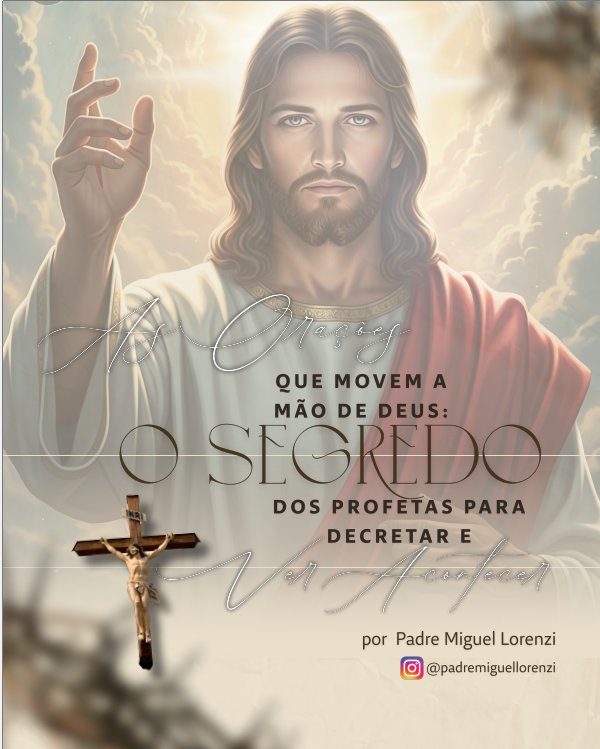 As Orações
QUE MOVEM A
MÃO DE DEUS:
O SEGREDO
DOS PROFETAS PARA
DECRETAR E
Ver Acontecer
INRI
por Padre Miguel Lorenzi
@padremiguellorenzi